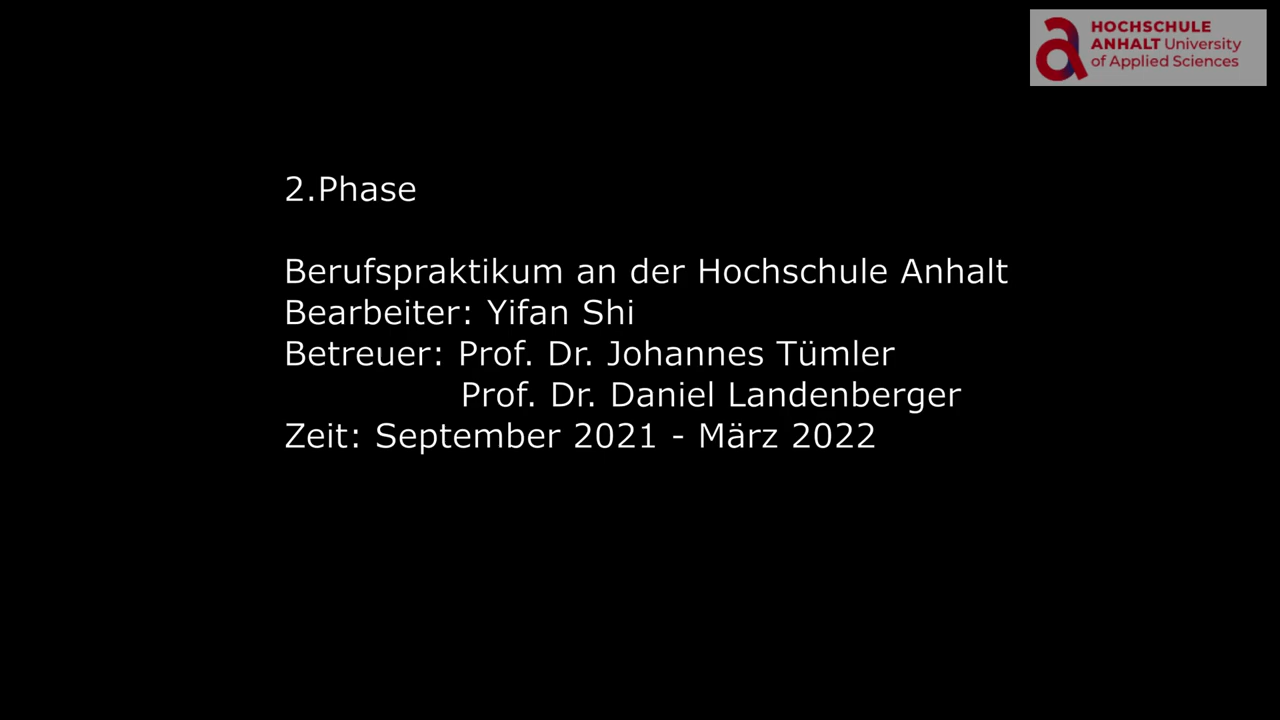 HOCHSCHULE
ANHALT University
of Applied Sciences
2.Phase
Berufspraktikum an der Hochschule Anhalt
Bearbeiter: Yifan Shi
Betreuer: Prof. Dr. Johannes Tümler
Prof. Dr. Daniel Landenberger
Zeit: September 2021 - März 2022